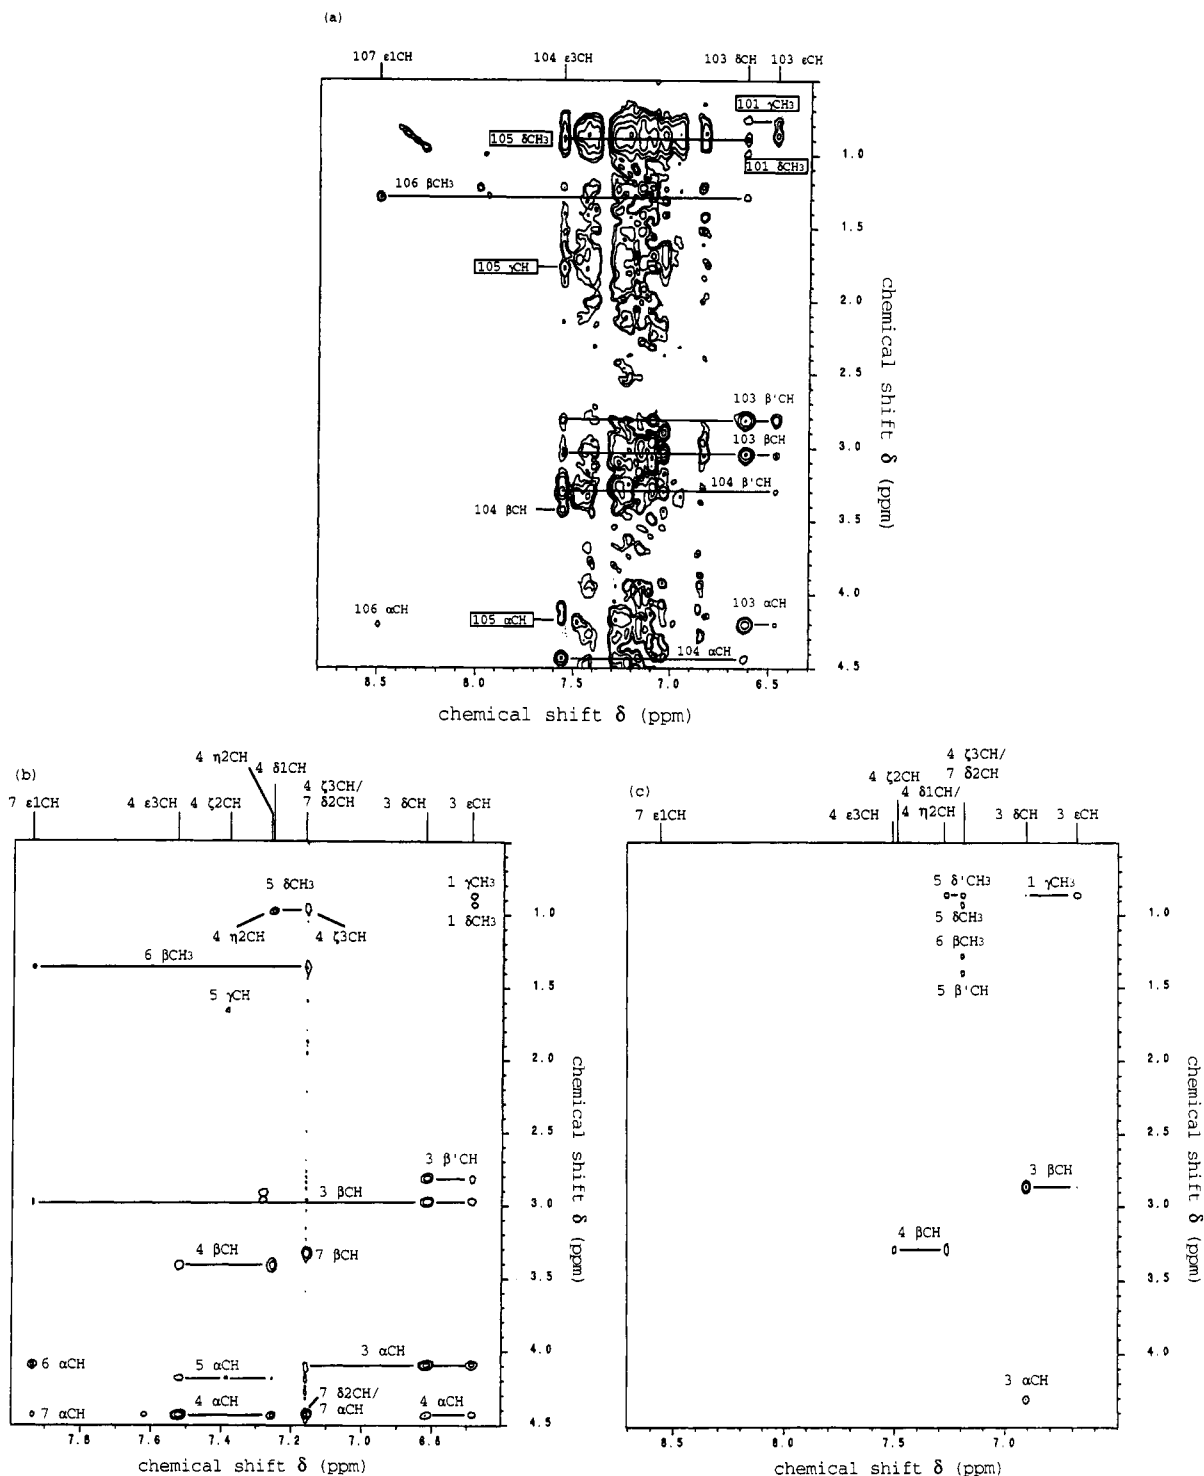 (a)
107 ε1CH 104 ε3CH 103 δCH 103 εCH
101 γCH3
105 δCH3
101 δCH3
106 βCH3
105 γCH
103 β'CH
103 βCH
104 β'CH
104 βCH
106 αCH
105 αCH
103 αCH
104 αCH
1.0
1.5
2.0
2.5
3.0
3.5
4.0
4.5
chemical shift δ (ppm)
8.5 8.0 7.5 7.0 6.5
chemical shift δ (ppm)
(b)
4 η2CH
4 δ1CH
4 ζ3CH/
7 δ2CH
7 ε1CH 4 ε3CH 4 ζ2CH 3 δCH 3 εCH
5 δCH3
1 γCH3
1 δCH3
4 η2CH 4 ζ3CH
6 βCH3
5 γCH
3 β'CH
3 βCH
4 βCH
7 βCH
3 αCH
6 αCH
5 αCH
4 αCH
7 δ2CH/
7 αCH
4 αCH
7 αCH
1.0
1.5
2.0
2.5
3.0
3.5
4.0
4.5
chemical shift δ (ppm)
7.8 7.6 7.4 7.2 7.0 6.8
chemical shift δ (ppm)
(c)
4 ζ3CH/
7 δ2CH
4 ζ2CH
4 δ1CH/
4 η2CH
7 ε1CH 4 ε3CH 3 δCH 3 εCH
5 δ'CH3
1 γCH3
5 δCH3
6 βCH3
5 β'CH
3 βCH
4 βCH
3 αCH
1.0
1.5
2.0
2.5
3.0
3.5
4.0
chemical shift δ (ppm)
8.5 8.0 7.5 7.0
chemical shift δ (ppm)